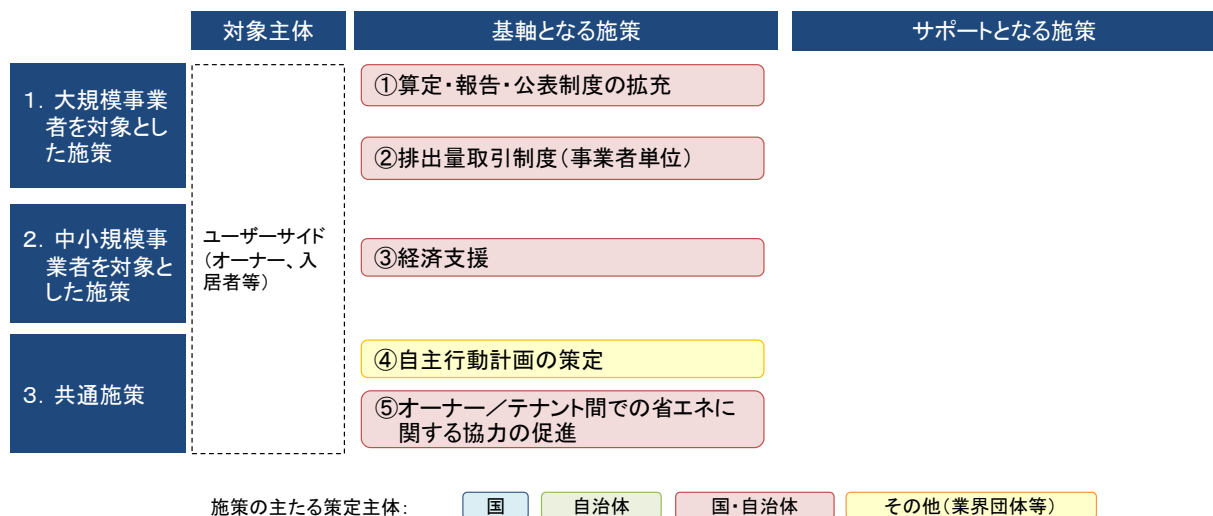 対象主体
基軸となる施策
サポートとなる施策
1．大規模事業
者を対象とし
た施策
①算定・報告・公表制度の拡充
②排出量取引制度（事業者単位）
2．中小規模事
業者を対象と
した施策
ユーザーサイド
（オーナー、入
居者等）
③経済支援
3．共通施策
④自主行動計画の策定
⑤オーナー／テナント間での省エネに
関する協力の促進
施策の主たる策定主体：
国
自治体
国・自治体
その他（業界団体等）